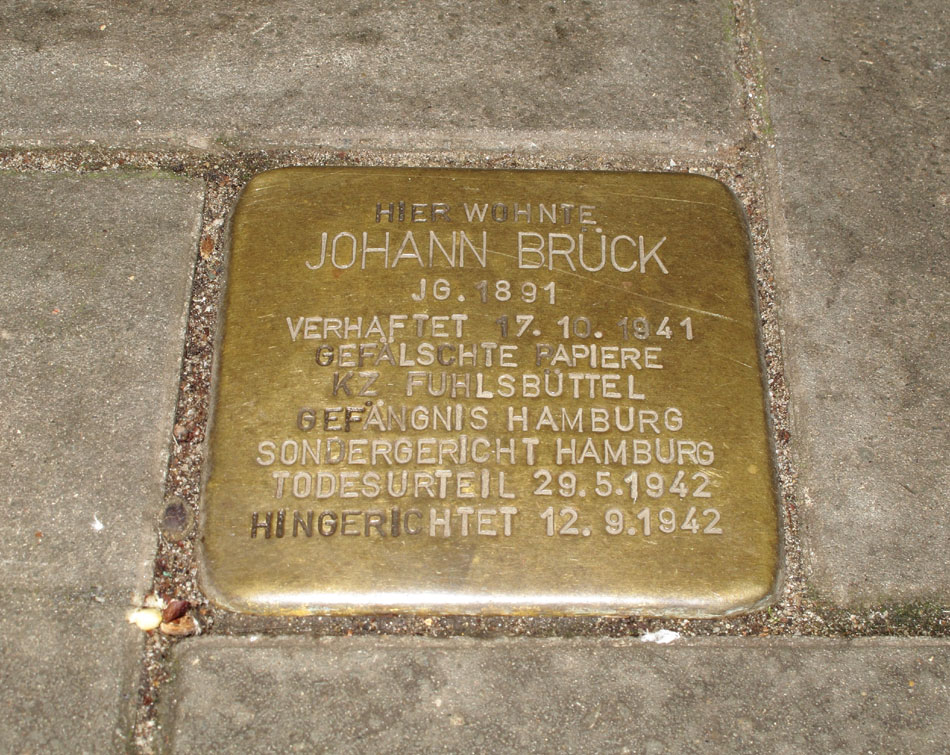 HIER WOHNTE
JOHANN BRÜCK
JG. 1891
VERHAFTET 17. 10. 1941
GEFÄLSCHTE PAPIERE
KZ-FUHLSBÜTTEL
GEFÄNGNIS HAMBURG
SONDERGERICHT HAMBURG
TODESURTEIL 29. 5. 1942
HINGERICHTET 12. 9. 1942